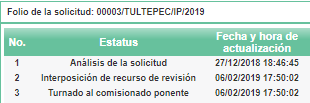 Folio de la solicitud: 00003/TULTEPEC/IP/2019
No. Estatus Fecha y hora de actualización
1 Análisis de la solicitud 27/12/2018 18:46:45
2 Interposición de recurso de revisión 06/02/2019 17:50:02
3 Turnado al comisionado ponente 06/02/2019 17:50:02